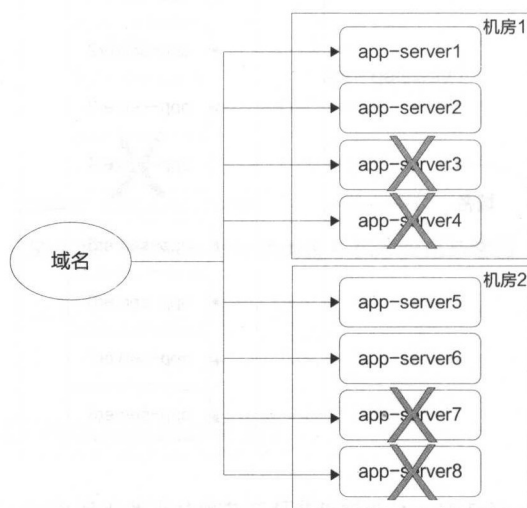 机房1
app-server1
app-server2
app-server3
app-server4
域名
机房2
app-server5
app-server6
app-server7
app-server8